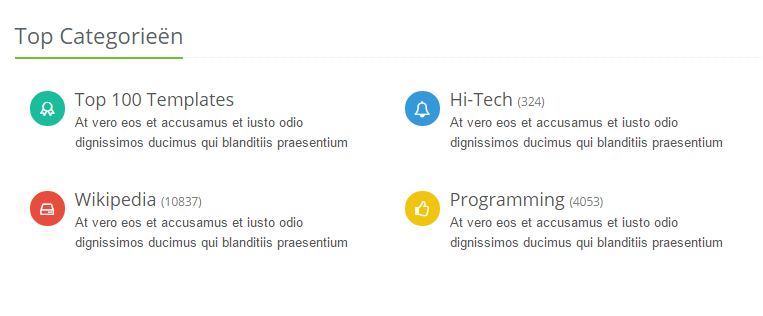 Top Categorieën
Top 100 Templates
At vero eos et accusamus et iusto odio
dignissimos ducimus qui blanditiis praesentium
Hi-Tech (324)
At vero eos et accusamus et iusto odio
dignissimos ducimus qui blanditiis praesentium
Wikipedia (10837)
At vero eos et accusamus et iusto odio
dignissimos ducimus qui blanditiis praesentium
Programming (4053)
At vero eos et accusamus et iusto odio
dignissimos ducimus qui blanditiis praesentium